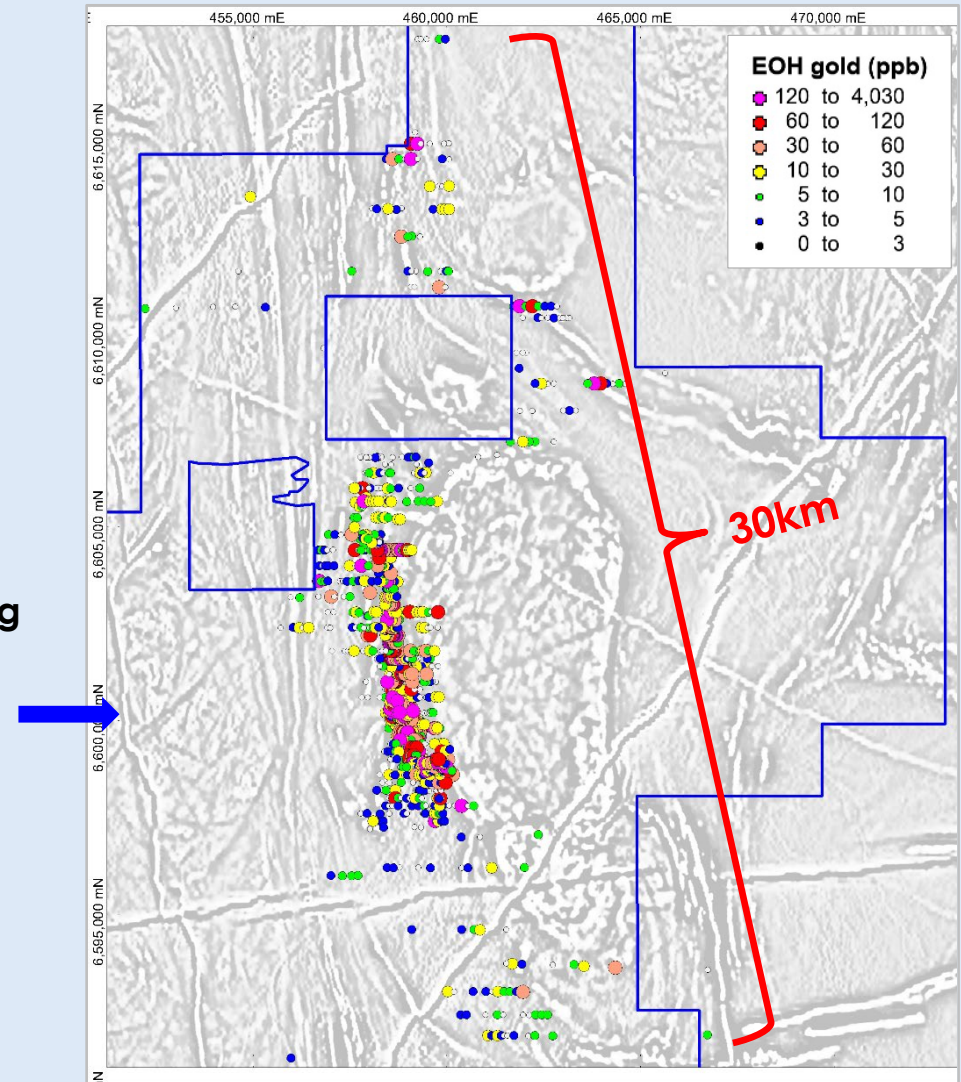 455,000 mE 460,000 mE 465,000 mE 470,000 mE
EOH gold (ppb)
120 to 4,030
60 to 120
30 to 60
10 to 30
5 to 10
3 to 5
0 to 3
6,615,000 mN
6,610,000 mN
6,605,000 mN
30km
g
6,595,000 mN
N